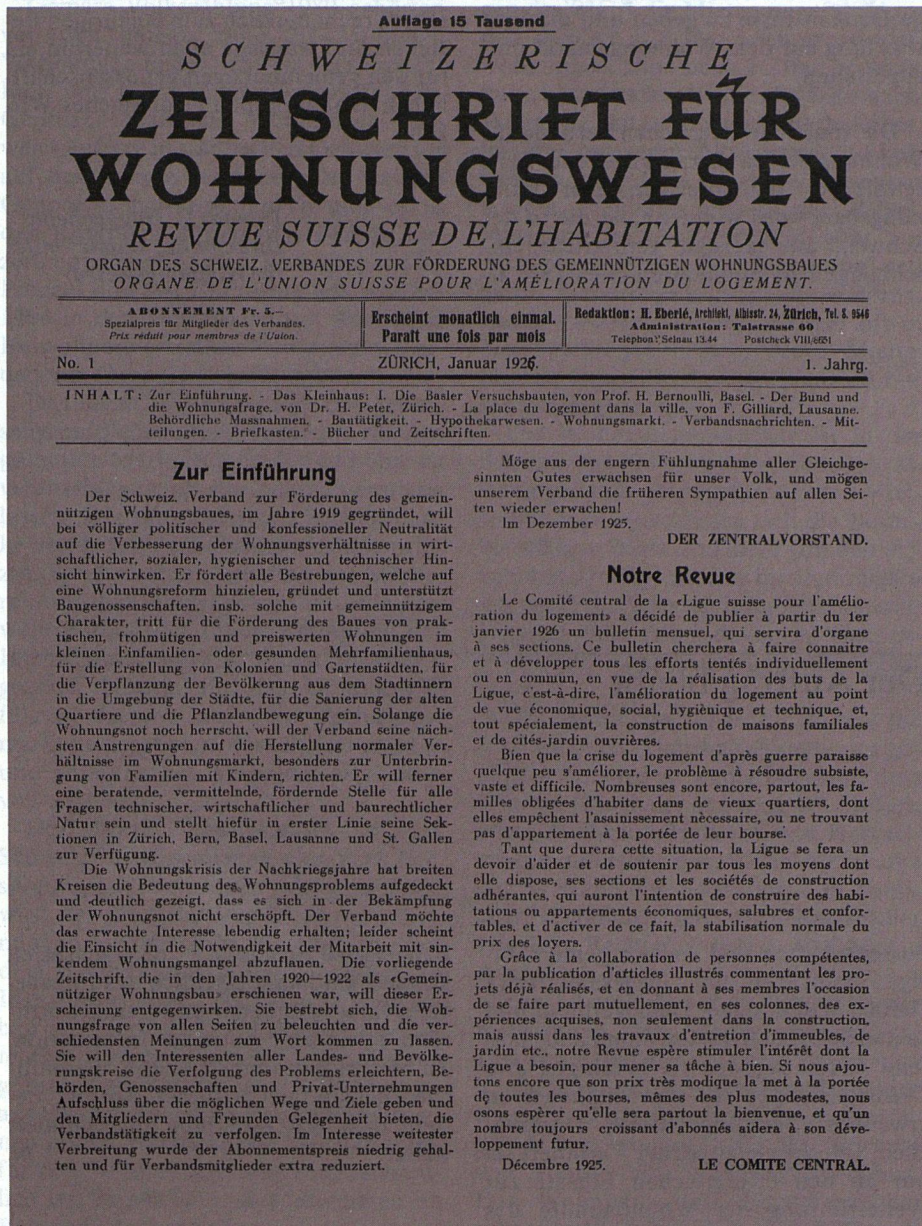 Auflage 15 Tausend
SCHWEIZERISCHE
ZEITSCHRIFT FÜR
WOHNUNGSWESEN
REVUE SUISSE DE L'HABITATION
ORGAN DES SCHWEIZ. VERBANDES ZUR FÖRDERUNG DES GEMEINNÜTZIGEN WOHNUNGSBAUES
ORGANE DE L'UNION SUISSE POUR L'AMÉLIORATION DU LOGEMENT.
ABONNEMENT Fr. 5.—
Spezialpreis für Mitglieder des Verbandes.
Prix réduit pour membres de l'Union.
Erscheint monatlich einmal.
Paraît une fois par mois
Redaktion: H. Eberlé, Architekt, Albisstr. 24, Zürich, Tel. S. 9546
Administration: Talstrasse 60
Telephon: Selnau 13.44 Postcheck VIII/8651
No. 1 ZÜRICH, Januar 1926. 1. Jahrg.
INHALT: Zur Einführung. - Das Kleinhaus: I. Die Basler Versuchsbauten, von Prof. H. Bernoulli, Basel. - Der Bund und
die Wohnungsfrage, von Dr. H. Peter, Zürich. - La place du logement dans la ville, von F. Gilliard, Lausanne.
Behördliche Massnahmen. - Bautätigkeit. - Hypothekarwesen. - Wohnungsmarkt. - Verbandsnachrichten. - Mit-
teilungen. - Briefkasten. - Bücher und Zeitschriften.
Zur Einführung
Der Schweiz. Verband zur Förderung des gemein-
nützigen Wohnungsbaues, im Jahre 1919 gegründet, will
bei völliger politischer und konfessioneller Neutralität
auf die Verbesserung der Wohnungsverhältnisse in wirt-
schaftlicher, sozialer, hygienischer und technischer Hin-
sicht hinwirken. Er fördert alle Bestrebungen, welche auf
eine Wohnungsreform hinzielen, gründet und unterstützt
Baugenossenschaften, insb. solche mit gemeinnützigem
Charakter, tritt für die Förderung des Baues von prak-
tischen, frohmütigen und preiswerten Wohnungen im
kleinen Einfamilien- oder gesunden Mehrfamilienhaus,
für die Erstellung von Kolonien und Gartenstädten, für
die Verpflanzung der Bevölkerung aus dem Stadtinnern
in die Umgebung der Städte, für die Sanierung der alten
Quartiere und die Pflanzlandbewegung ein. Solange die
Wohnungsnot noch herrscht, will der Verband seine näch-
sten Anstrengungen auf die Herstellung normaler Ver-
hältnisse im Wohnungsmarkt, besonders zur Unterbrin-
gung von Familien mit Kindern, richten. Er will ferner
eine beratende, vermittelnde, fördernde Stelle für alle
Fragen technischer, wirtschaftlicher und baurechtlicher
Natur sein und stellt hiefür in erster Linie seine Sek-
tionen in Zürich, Bern, Basel, Lausanne und St. Gallen
zur Verfügung.
Die Wohnungskrisis der Nachkriegsjahre hat breiten
Kreisen die Bedeutung des Wohnungsproblems aufgedeckt
und deutlich gezeigt, dass es sich in der Bekämpfung
der Wohnungsnot nicht erschöpft. Der Verband möchte
das erwachte Interesse lebendig erhalten; leider scheint
die Einsicht in die Notwendigkeit der Mitarbeit mit sin-
kendem Wohnungsmangel abzuflauen. Die vorliegende
Zeitschrift, die in den Jahren 1920—1922 als «Gemein-
nütziger Wohnungsbau» erschienen war, will dieser Er-
scheinung entgegenwirken. Sie bestrebt sich, die Woh-
nungsfrage von allen Seiten zu beleuchten und die ver-
schiedensten Meinungen zum Wort kommen zu lassen.
Sie will den Interessenten aller Landes- und Bevölke-
rungskreise die Verfolgung des Problems erleichtern, Be-
hörden, Genossenschaften und Privat-Unternehmungen
Aufschluss über die möglichen Wege und Ziele geben und
den Mitgliedern und Freunden Gelegenheit bieten, die
Verbandstätigkeit zu verfolgen. Im Interesse weitester
Verbreitung wurde der Abonnementspreis niedrig gehal-
ten und für Verbandsmitglieder extra reduziert.
Möge aus der engern Fühlungnahme aller Gleichge-
sinnten Gutes erwachsen für unser Volk, und mögen
unserem Verband die früheren Sympathien auf allen Sei-
ten wieder erwachen!
Im Dezember 1925.
DER ZENTRALVORSTAND.
Notre Revue
Le Comité central de la «Ligue suisse pour l'amélio-
ration du logement» a décidé de publier à partir du 1er
janvier 1926 un bulletin mensuel, qui servira d'organe
à ses sections. Ce bulletin cherchera à faire connaitre
et à développer tous les efforts tentés individuellement
ou en commun, en vue de la réalisation des buts de la
Ligue, c'est-à-dire, l'amélioration du logement au point
de vue économique, social, hygiènique et technique, et,
tout spécialement, la construction de maisons familiales
et de cités-jardin ouvrières.
Bien que la crise du logement d'après guerre paraisse
quelque peu s'améliorer, le problème à résoudre subsiste,
vaste et difficile. Nombreuses sont encore, partout, les fa-
milles obligées d'habiter dans de vieux quartiers, dont
elles empêchent l'asainissement nècessaire, ou ne trouvant
pas d'appartement à la portée de leur bourse.
Tant que durera cette situation, la Ligue se fera un
devoir d'aider et de soutenir par tous les moyens dont
elle dispose, ses sections et les sociétés de construction
adhérantes, qui auront l'intention de construire des habi-
tations ou appartements économiques, salubres et confor-
tables, et d'activer de ce fait, la stabilisation normale du
prix des loyers.
Grâce à la collaboration de personnes compétentes,
par la publication d'articles illustrés commentant les pro-
jets déjà réalisés, et en donnant à ses membres l'occasion
de se faire part mutuellement, en ses colonnes, des ex-
périences acquises, non seulement dans la construction,
mais aussi dans les travaux d'entretien d'immeubles, de
jardin etc., notre Revue espère stimuler l'intérêt dont la
Ligue a besoin, pour mener sa tâche à bien. Si nous ajou-
tons encore que son prix très modique la met à la portée
de toutes les bourses, mêmes des plus modestes, nous
osons espèrer qu'elle sera partout la bienvenue, et qu'un
nombre toujours croissant d'abonnés aidera à son déve-
loppement futur.
Décembre 1925. LE COMITE CENTRAL.